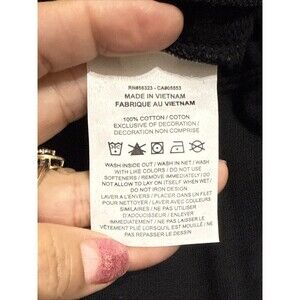 RN#56323 - CA#05553
MADE IN VIETNAM
FABRIQUE AU VIETNAM
100% COTTON / COTON
EXCLUSIVE OF DECORATION /
DECORATION NON COMPRISE
WASH INSIDE OUT / WASH IN NET / WASH
WITH LIKE COLORS / DO NOT USE
SOFTENERS / REMOVE IMMEDIATELY / DO
NOT ALLOW TO LAY ON ITSELF WHEN WET /
DO NOT IRON DESIGN
LAVER A L'ENVERS / PLACER DANS UN FILET
POUR NETTOYER / LAVER AVEC COULEURS
SIMILAIRES / NE PAS UTILISER
D'ADOUCISSEUR / ENLEVER
IMMEDIATEMENT / NE PAS LAISSER LE
VÊTEMENT PLIÉ LORSQU'IL EST MOUILLÉ / NE
PAS REPASSER LE DESSIN